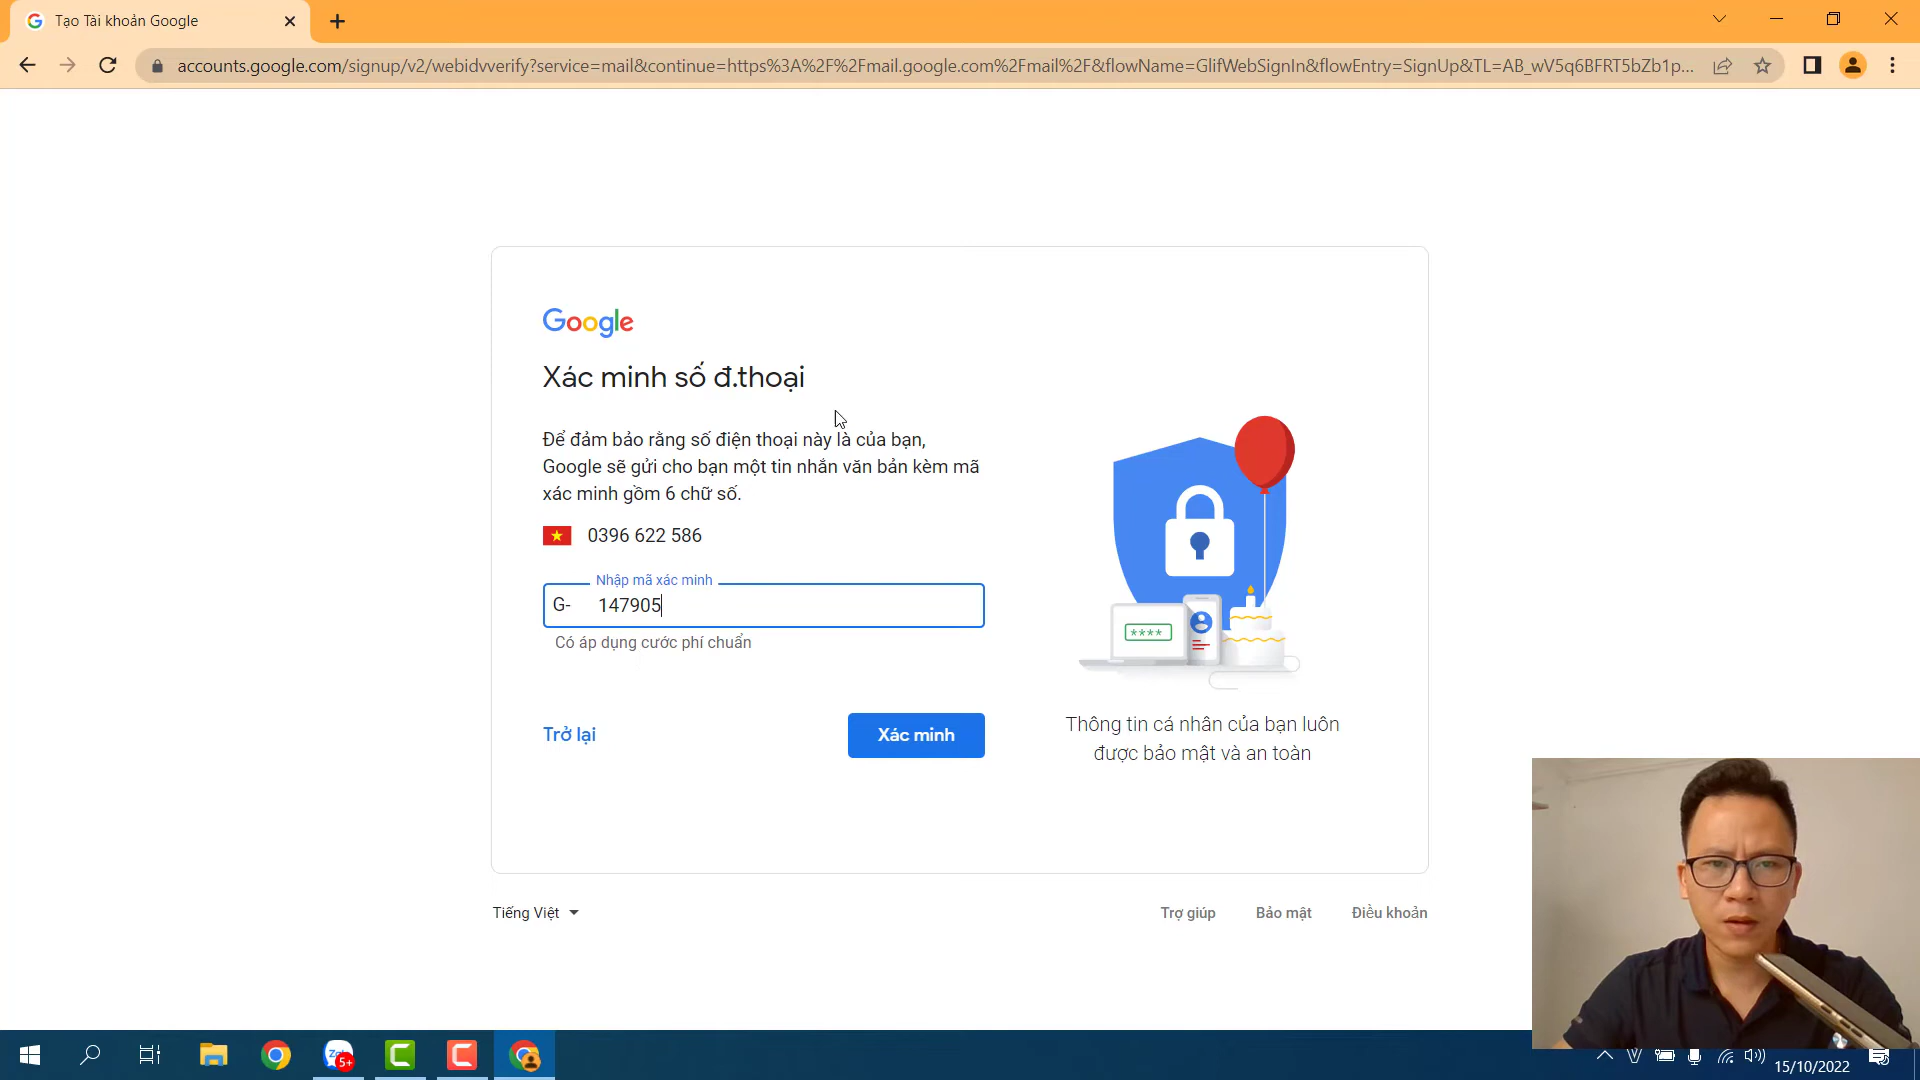 Tạo Tài khoản Google
accounts.google.com/signup/v2/webidvverify?service=mail&continue=https%3A%2F%2Fmail.google.com%2Fmail%2F&flowName=GlifWebSignIn&flowEntry=SignUp&TL=AB_wV5q6BFRT5bZb1p...
Google
Xác minh số đ.thoại
Để đảm bảo rằng số điện thoại này là của bạn,
Google sẽ gửi cho bạn một tin nhắn văn bản kèm mã
xác minh gồm 6 chữ số.
0396 622 586
Nhập mã xác minh
G- 147905
Có áp dụng cước phí chuẩn
Trở lại
Xác minh
****
Thông tin cá nhân của bạn luôn
được bảo mật và an toàn
Tiếng Việt
Trợ giúp
Bảo mật
Điều khoản
5+
15/10/2022